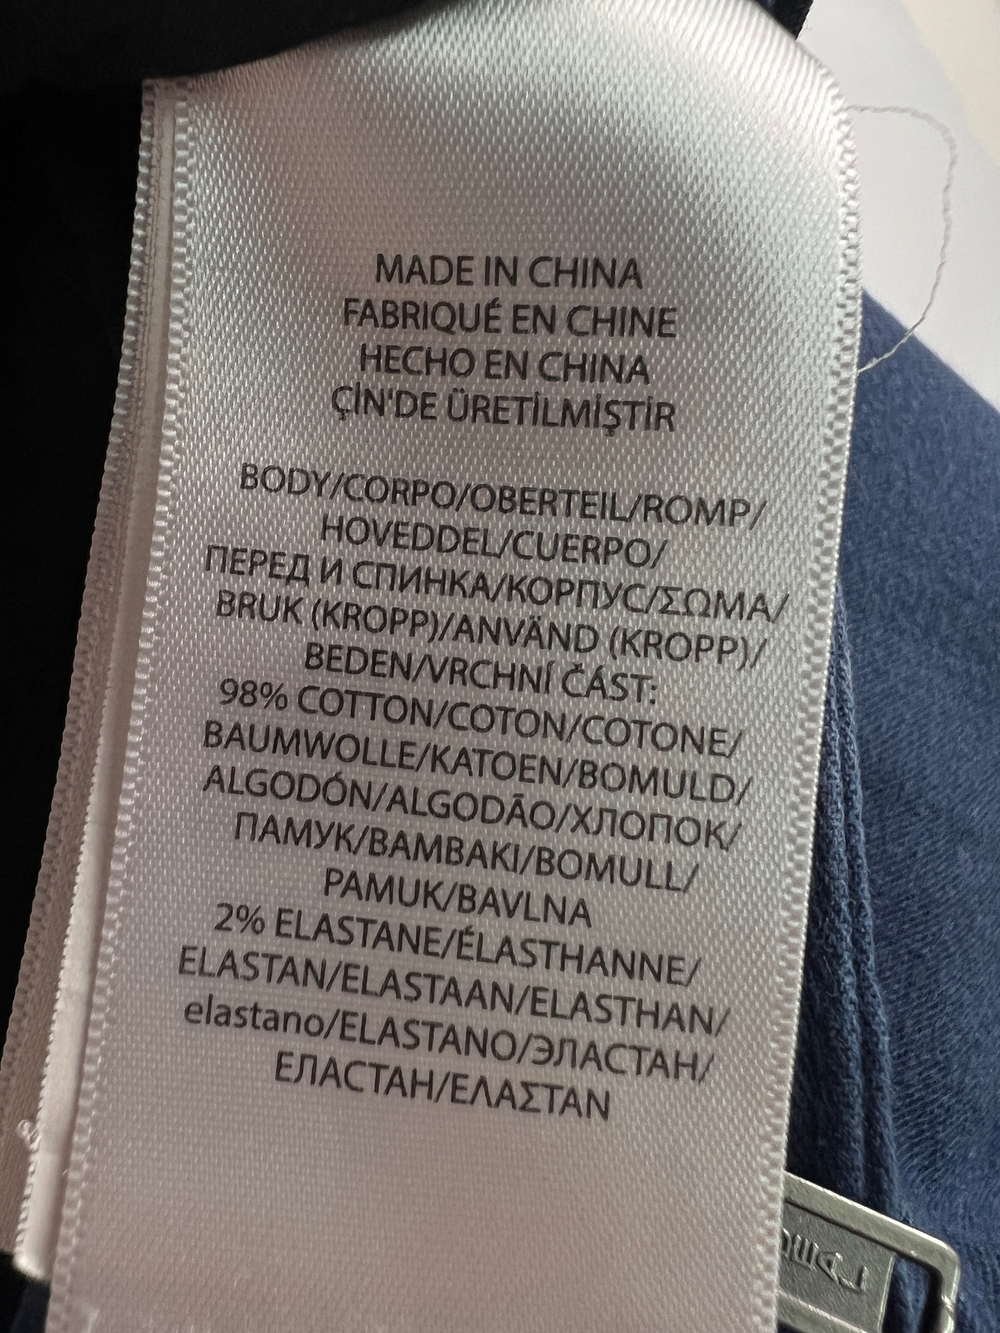 MADE IN CHINA
FABRIQUÉ EN CHINE
HECHO EN CHINA
ÇİN'DE ÜRETİLMİŞTİR
BODY/CORPO/OBERTEIL/ROMP/
HOVEDDEL/CUERPO/
ПЕРЕД И СПИНКА/КОРПУС/ΣΩΜΑ/
BRUK (KROPP)/ANVÄND (KROPP)/
BEDEN/VRCHNÍ ČÁST:
98% COTTON/COTON/COTONE/
BAUMWOLLE/KATOEN/BOMULD/
ALGODÓN/ALGODÃO/ХЛОПОК/
ПАМУК/BAMBAKI/BOMULL/
PAMUK/BAVLNA
2% ELASTANE/ÉLASTHANNE/
ELASTAN/ELASTAAN/ELASTHAN/
elastano/ELASTANO/ЭЛАСТАН/
ЕЛАСТАН/ΕΛΑΣΤΑΝ